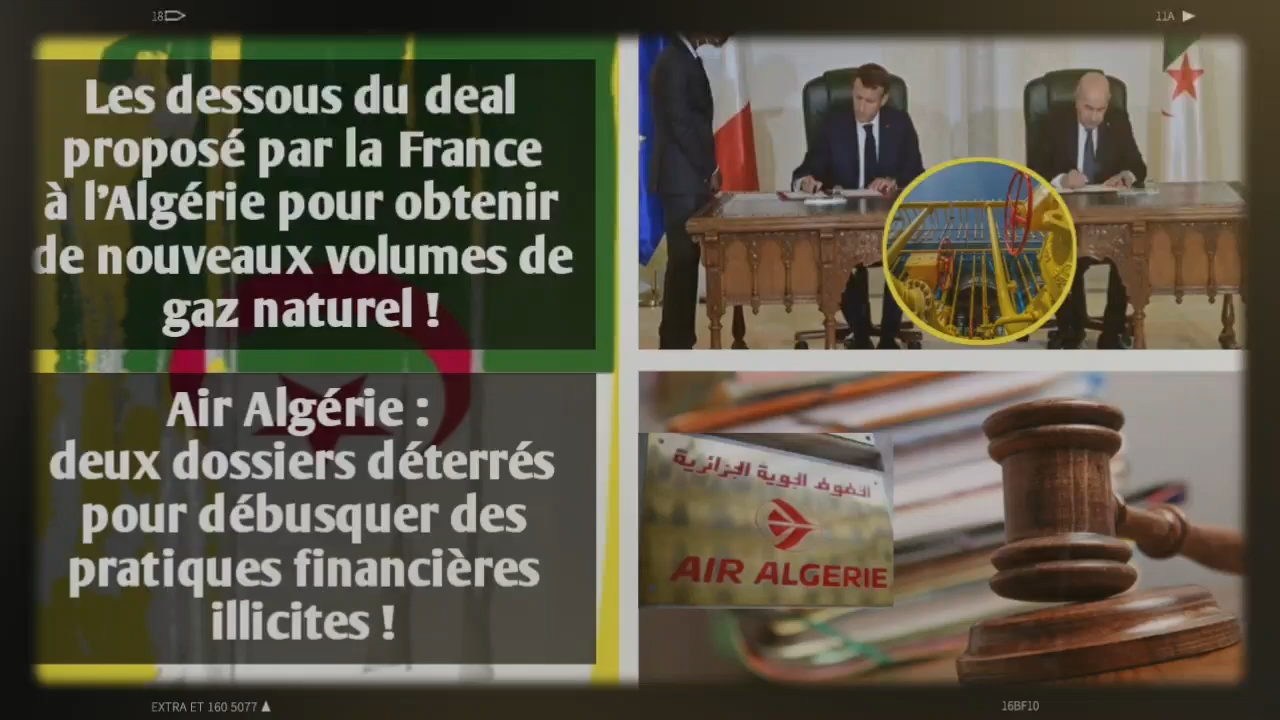 18
11A
Les dessous du deal
proposé par la France
à l'Algérie pour obtenir
de nouveaux volumes de
gaz naturel !
Air Algérie :
deux dossiers déterrés
pour débusquer des
pratiques financières
illicites !
الخطوط الجوية الجزائرية
AIR ALGERIE
EXTRA ET 160 5077
16BF10